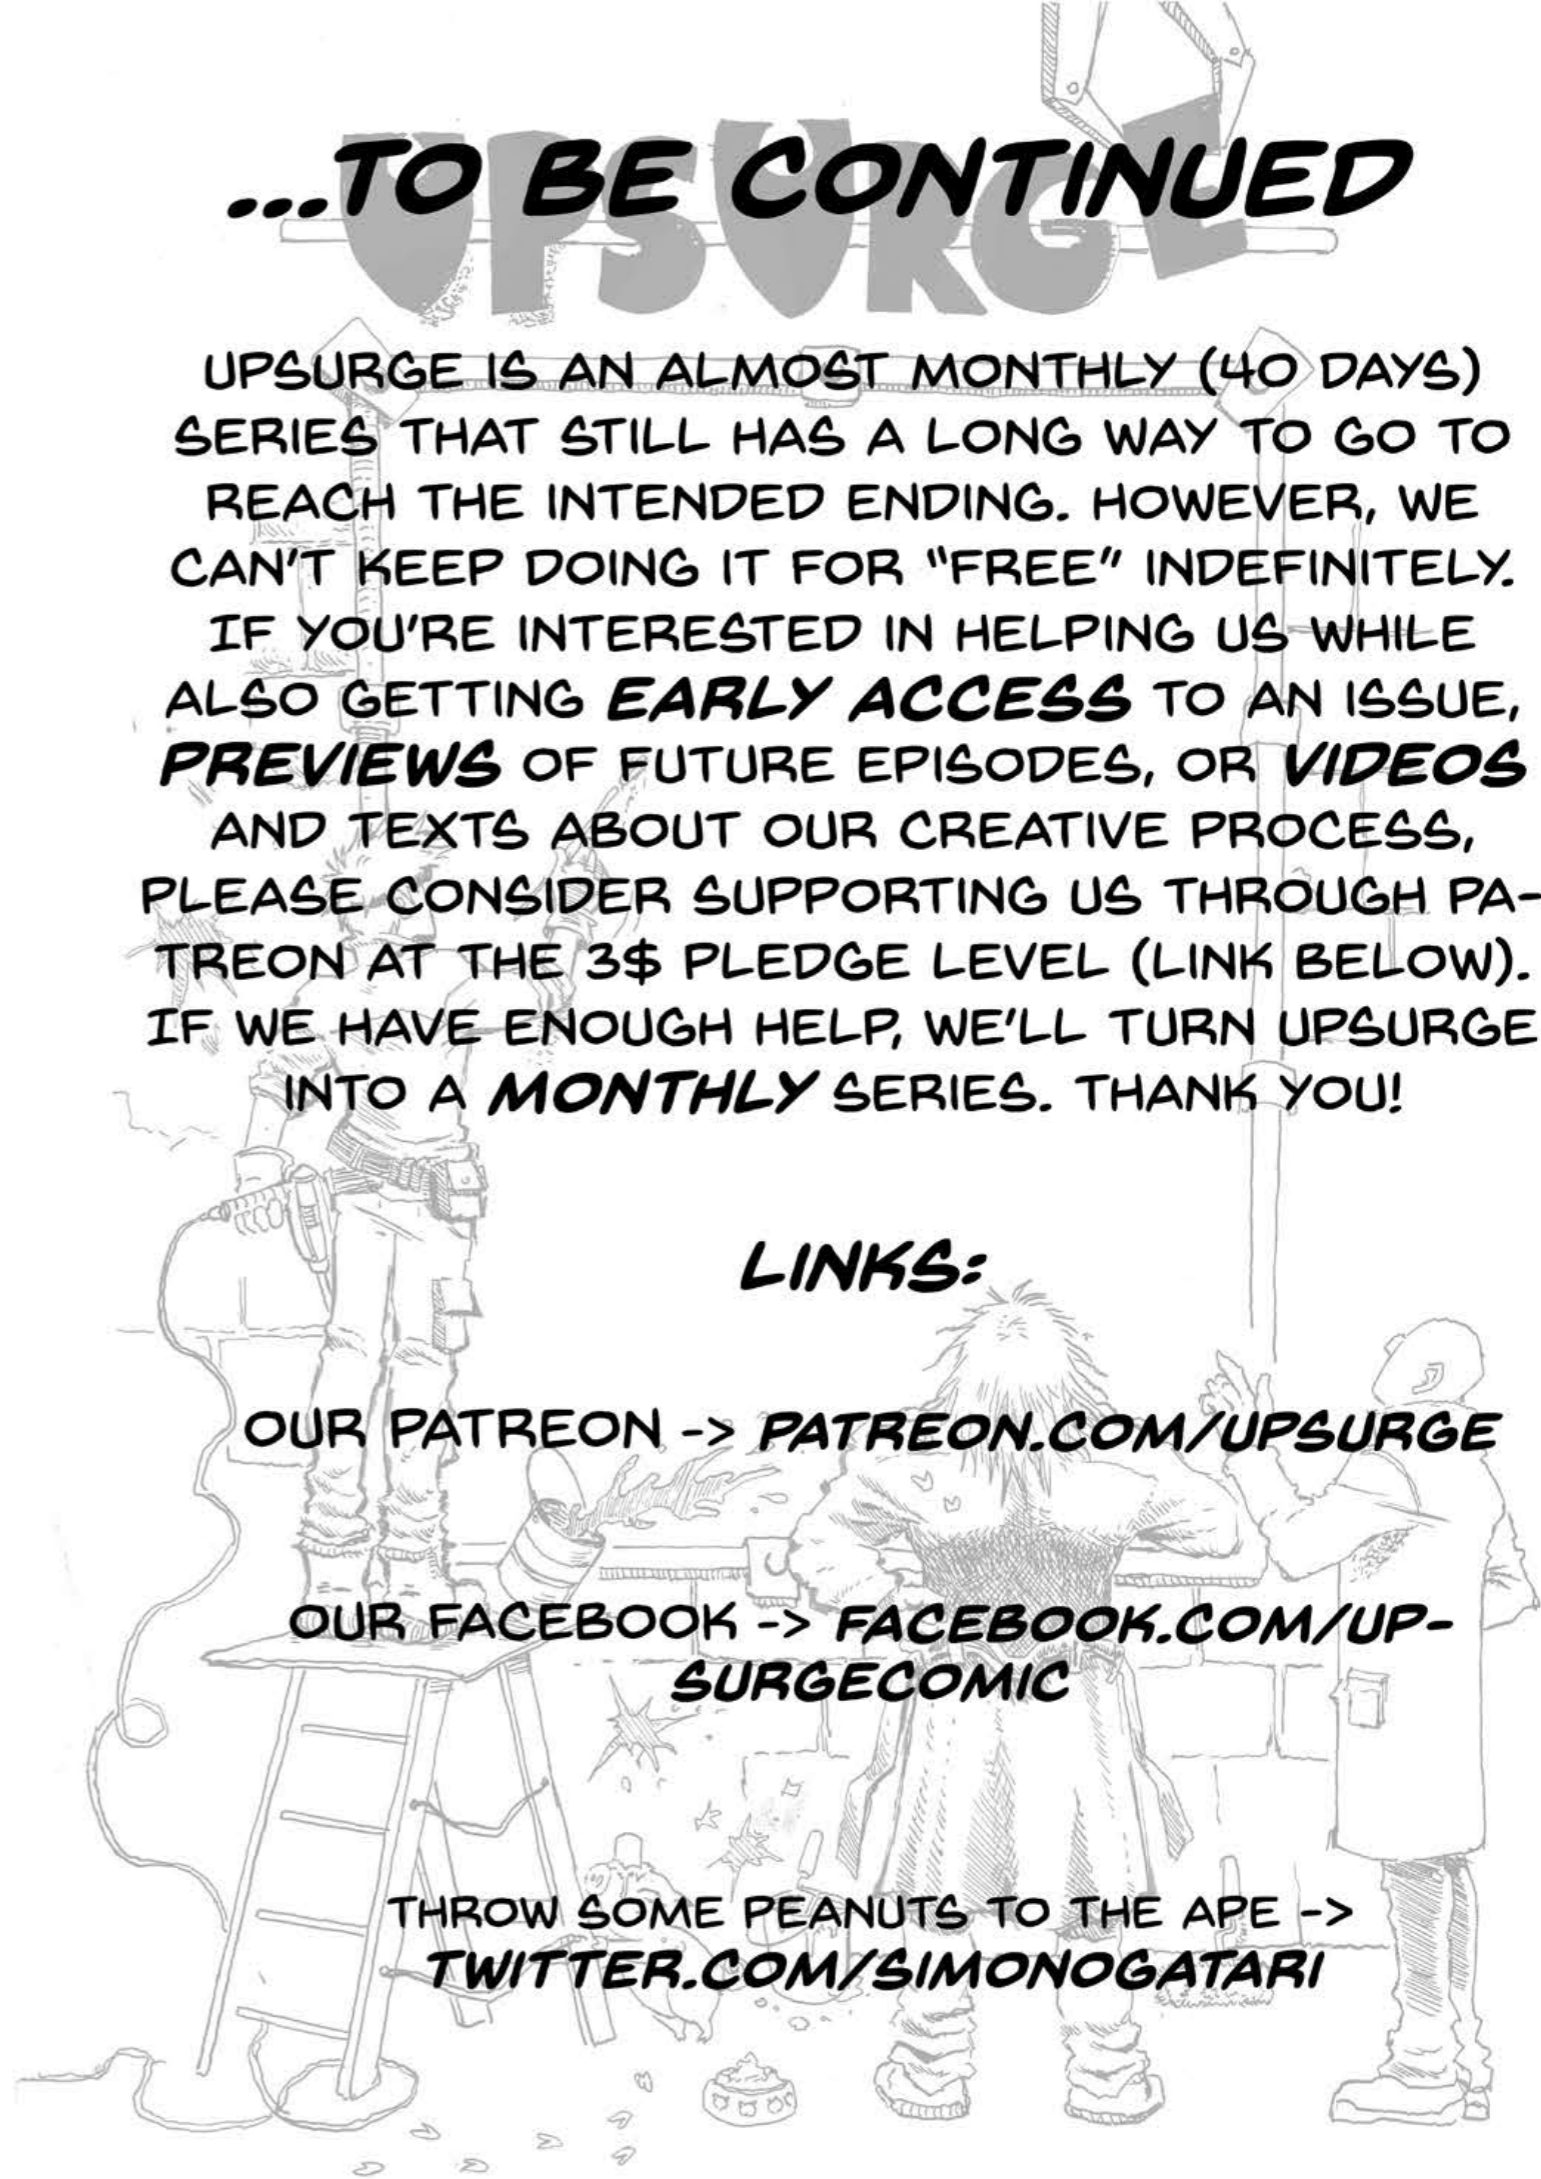 UPSURGE
...TO BE CONTINUED
UPSURGE IS AN ALMOST MONTHLY (40 DAYS)
SERIES THAT STILL HAS A LONG WAY TO GO TO
REACH THE INTENDED ENDING. HOWEVER, WE
CAN'T KEEP DOING IT FOR "FREE" INDEFINITELY.
IF YOU'RE INTERESTED IN HELPING US WHILE
ALSO GETTING EARLY ACCESS TO AN ISSUE,
PREVIEWS OF FUTURE EPISODES, OR VIDEOS
AND TEXTS ABOUT OUR CREATIVE PROCESS,
PLEASE CONSIDER SUPPORTING US THROUGH PA-
TREON AT THE 3$ PLEDGE LEVEL (LINK BELOW).
IF WE HAVE ENOUGH HELP, WE'LL TURN UPSURGE
INTO A MONTHLY SERIES. THANK YOU!
LINKS:
OUR PATREON -> PATREON.COM/UPSURGE
OUR FACEBOOK -> FACEBOOK.COM/UP-
SURGECOMIC
THROW SOME PEANUTS TO THE APE ->
TWITTER.COM/SIMONOGATARI